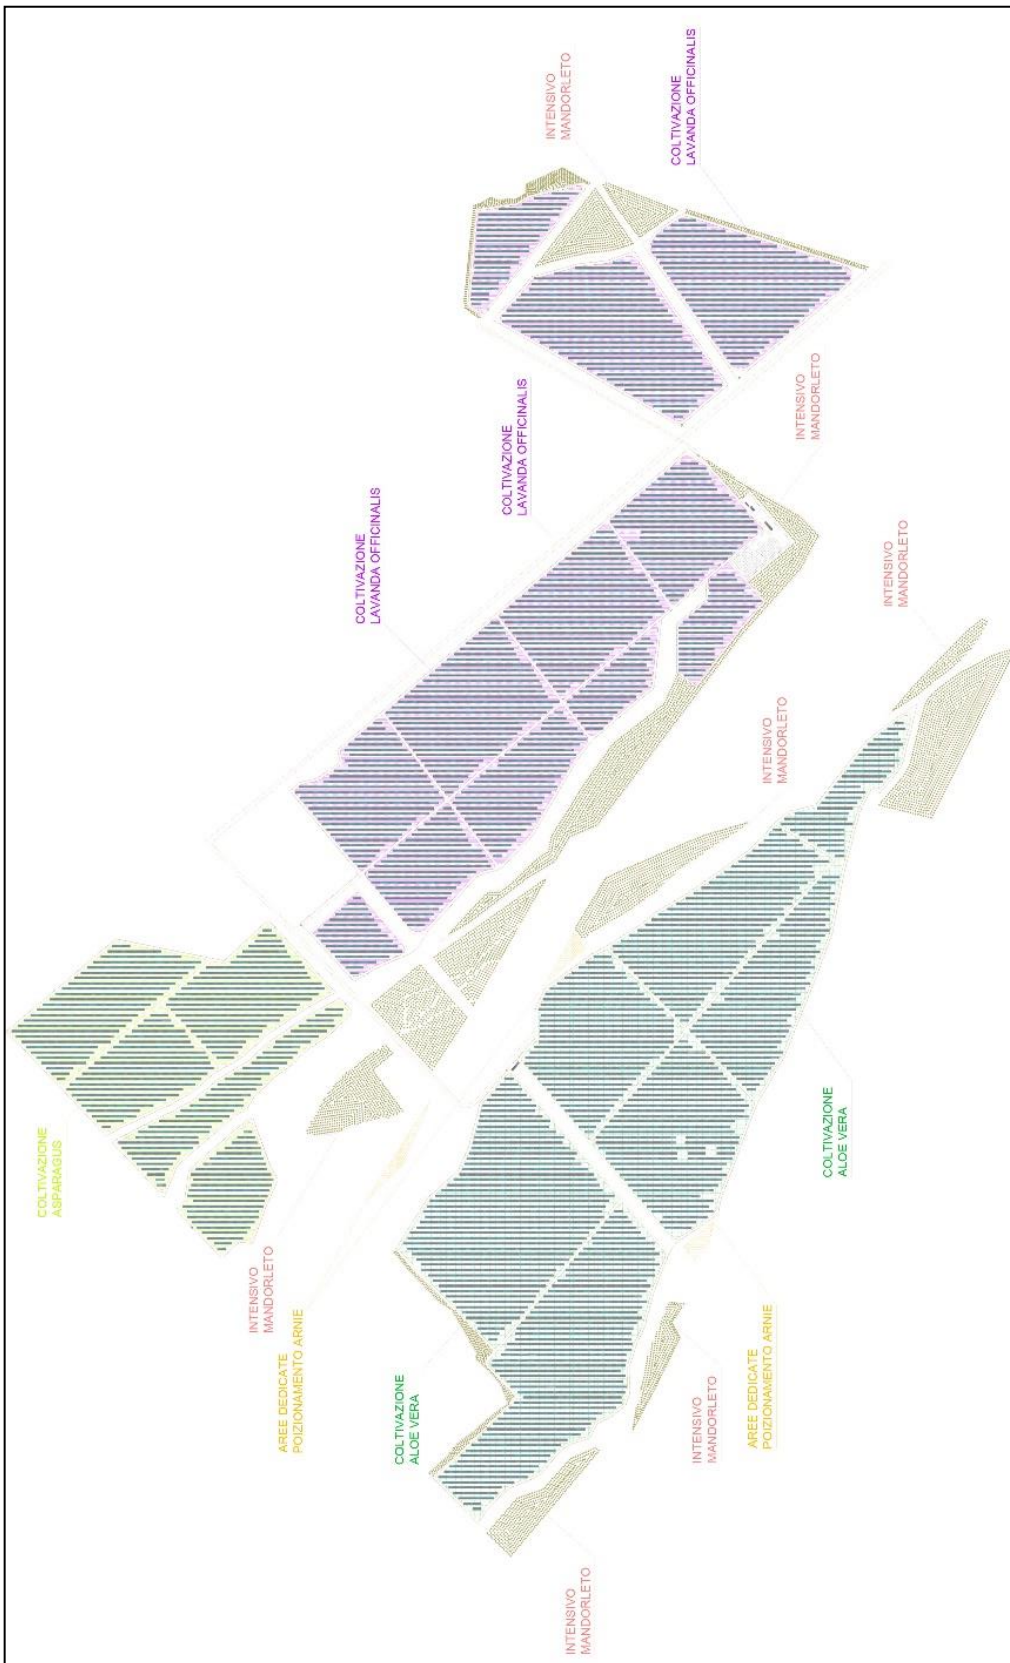 INTENSIVO
MANDORLETO
COLTIVAZIONE
LAVANDA OFFICINALIS
INTENSIVO
MANDORLETO
COLTIVAZIONE
LAVANDA OFFICINALIS
COLTIVAZIONE
LAVANDA OFFICINALIS
INTENSIVO
MANDORLETO
INTENSIVO
MANDORLETO
COLTIVAZIONE
ASPARAGUS
COLTIVAZIONE
ALOE VERA
INTENSIVO
MANDORLETO
AREE DEDICATE
POIZIONAMENTO ARNIE
COLTIVAZIONE
ALOE VERA
INTENSIVO
MANDORLETO
AREE DEDICATE
POIZIONAMENTO ARNIE
INTENSIVO
MANDORLETO